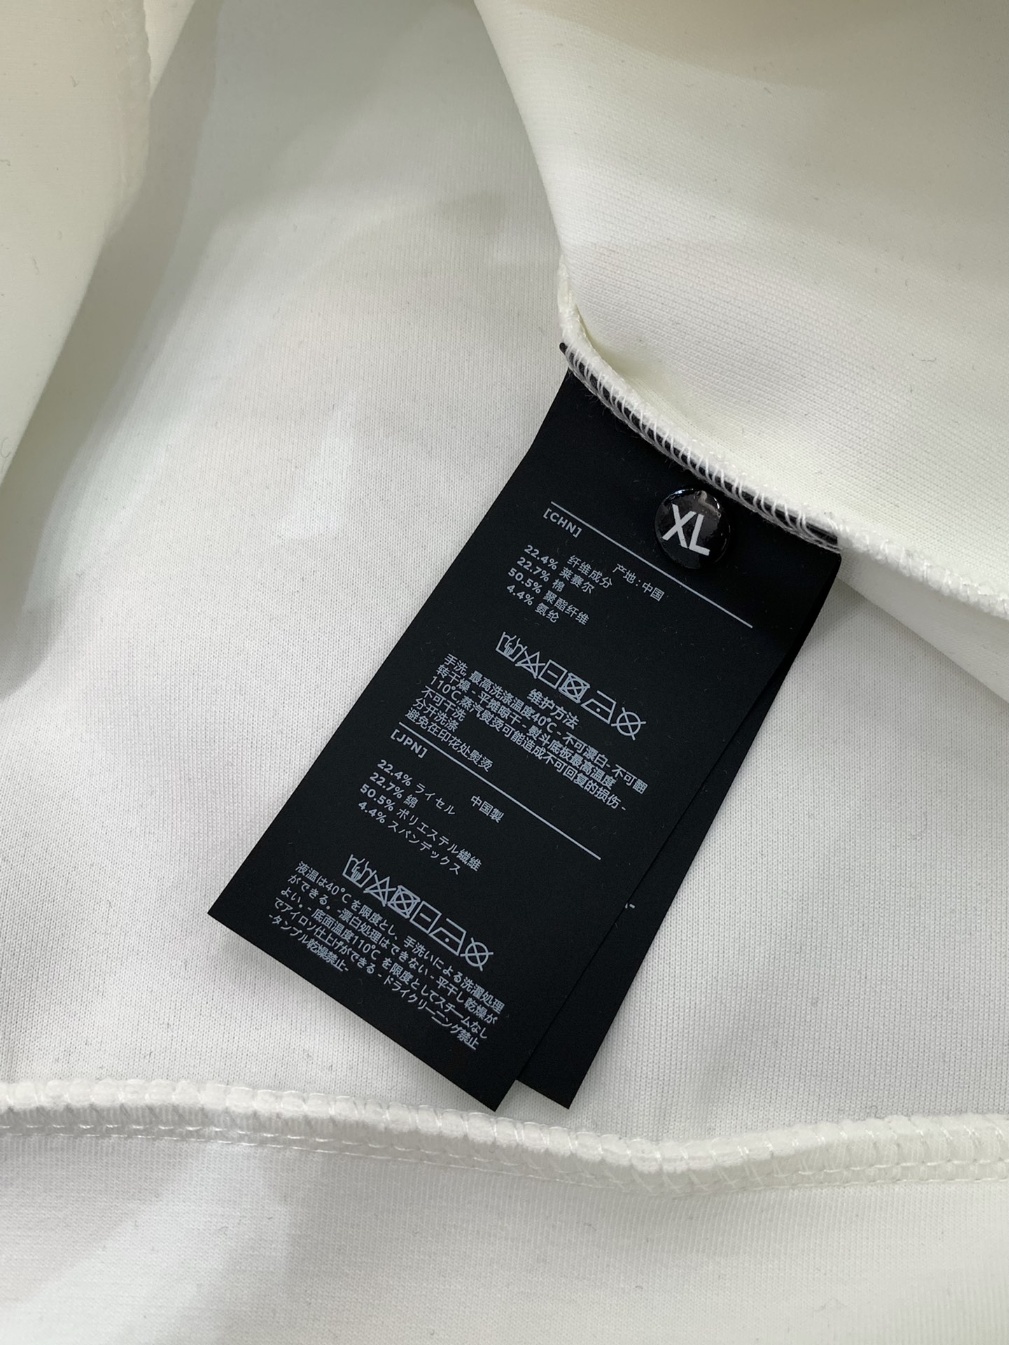 XL
[CHN]
产地：中国
纤维成分
22.4% 莱赛尔
22.7% 棉
50.5% 聚酯纤维
4.4% 氨纶
维护方法
手洗, 最高洗涤温度40℃ - 不可漂白- 不可翻
转干燥 - 平摊晾干 - 熨斗底板最高温度
110℃蒸汽熨烫可能造成不可回复的损伤 -
不可干洗
分开洗涤
避免在印花处熨烫
[JPN]
中国製
22.4% ライセル
22.7% 綿
50.5% ポリエステル繊維
4.4% スパンデックス
液温は40℃ を限度とし、手洗いによる洗濯処理
ができる。-漂白処理はできない - 平干し乾燥が
よい。- 底面温度110℃ を限度としてスチームなし
でアイロン仕上げができる - ドライクリーニング禁止
-タンブル乾燥禁止-